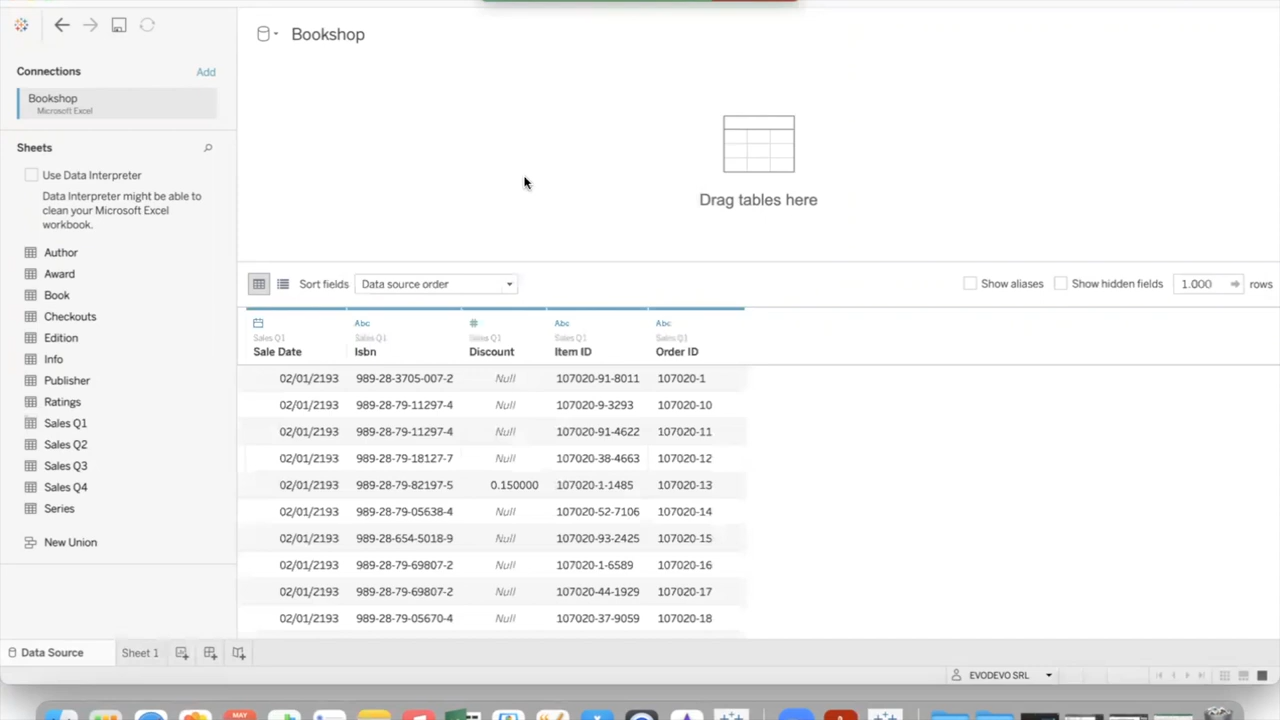 Bookshop
Connections
Add
Bookshop
Microsoft Excel
Sheets
Use Data Interpreter
Data Interpreter might be able to
clean your Microsoft Excel
workbook.
Author
Award
Book
Checkouts
Edition
Info
Publisher
Ratings
Sales Q1
Sales Q2
Sales Q3
Sales Q4
Series
New Union
Drag tables here
Sort fields Data source order Show aliases Show hidden fields 1.000 rows
Abc # Abc Abc
Sales Q1 Sales Q1 Sales Q1 Sales Q1 Sales Q1
Sale Date Isbn Discount Item ID Order ID
02/01/2193 989-28-3705-007-2 Null 107020-91-8011 107020-1
02/01/2193 989-28-79-11297-4 Null 107020-9-3293 107020-10
02/01/2193 989-28-79-11297-4 Null 107020-91-4622 107020-11
02/01/2193 989-28-79-18127-7 Null 107020-38-4663 107020-12
02/01/2193 989-28-79-82197-5 0.150000 107020-1-1485 107020-13
02/01/2193 989-28-79-05638-4 Null 107020-52-7106 107020-14
02/01/2193 989-28-654-5018-9 Null 107020-93-2425 107020-15
02/01/2193 989-28-79-69807-2 Null 107020-1-6589 107020-16
02/01/2193 989-28-79-69807-2 Null 107020-44-1929 107020-17
02/01/2193 989-28-79-05670-4 Null 107020-37-9059 107020-18
Data Source Sheet 1
EVODEVO SRL
MAY